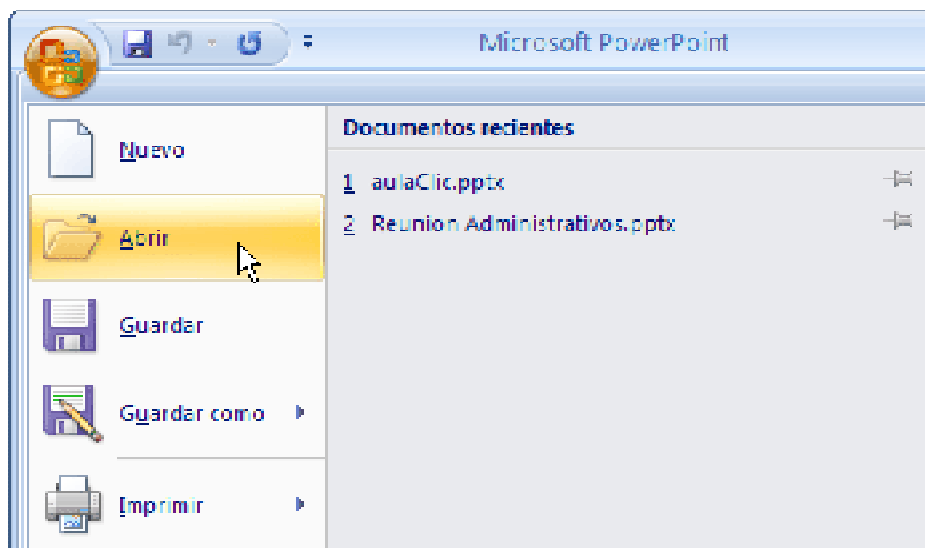 Microsoft PowerPoint
Nuevo
Abrir
Guardar
Guardar como
Imprimir
Documentos recientes
1 aulaClic.pptx
2 Reunion Administrativos.pptx